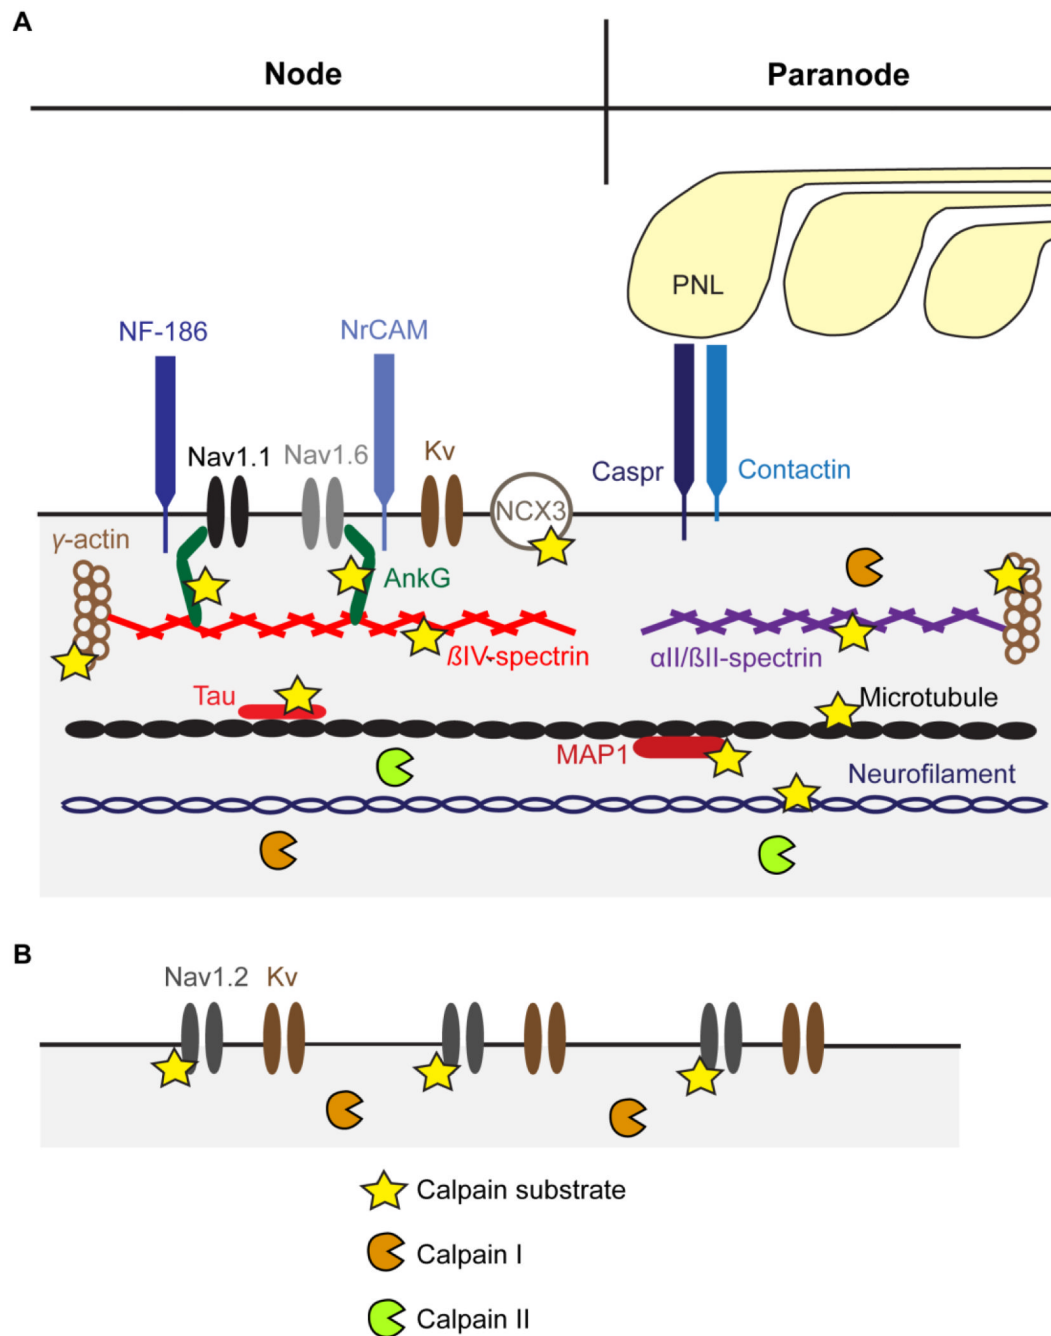 A
Node
Paranode
PNL
NF-186
NrCAM
Nav1.1
Nav1.6
Kv
NCX3
Caspr
Contactin
γ-actin
AnkG
ßIV-spectrin
αII/ßII-spectrin
Tau
Microtubule
MAP1
Neurofilament
B
Nav1.2
Kv
Calpain substrate
Calpain I
Calpain II